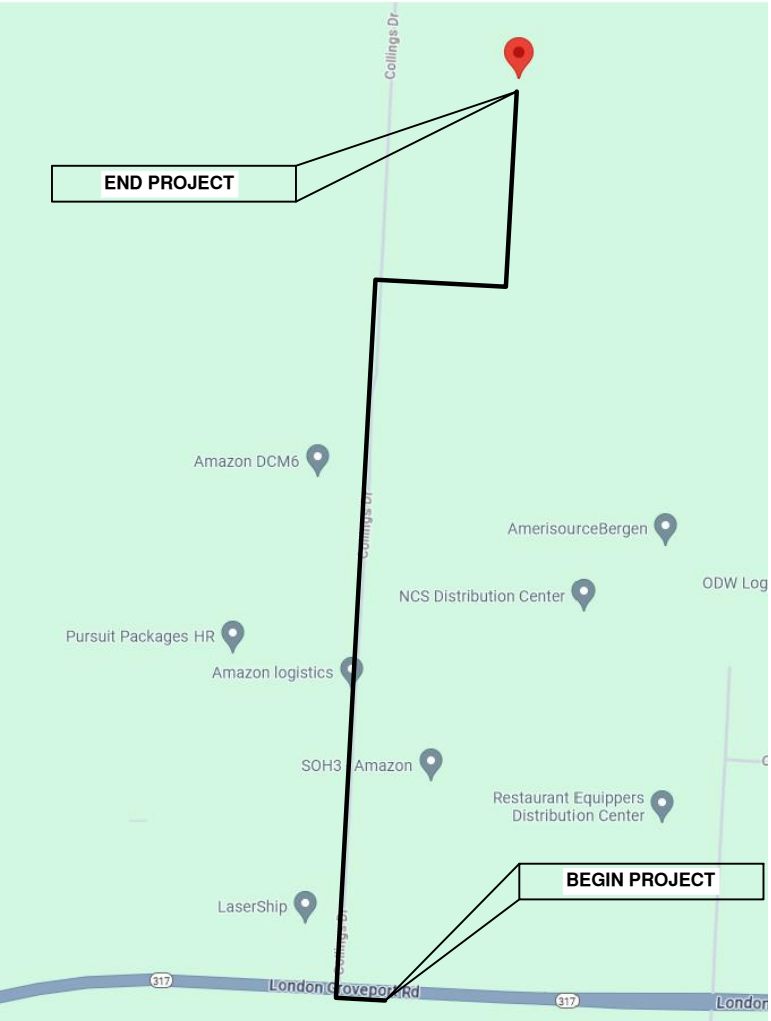 Collings Dr
END PROJECT
Amazon DCM6
Collings Dr
AmerisourceBergen
ODW Log
NCS Distribution Center
Pursuit Packages HR
Amazon logistics
SOH3 Amazon
Restaurant Equippers
Distribution Center
BEGIN PROJECT
LaserShip
Collings Dr
317
London Groveport Rd
317
London